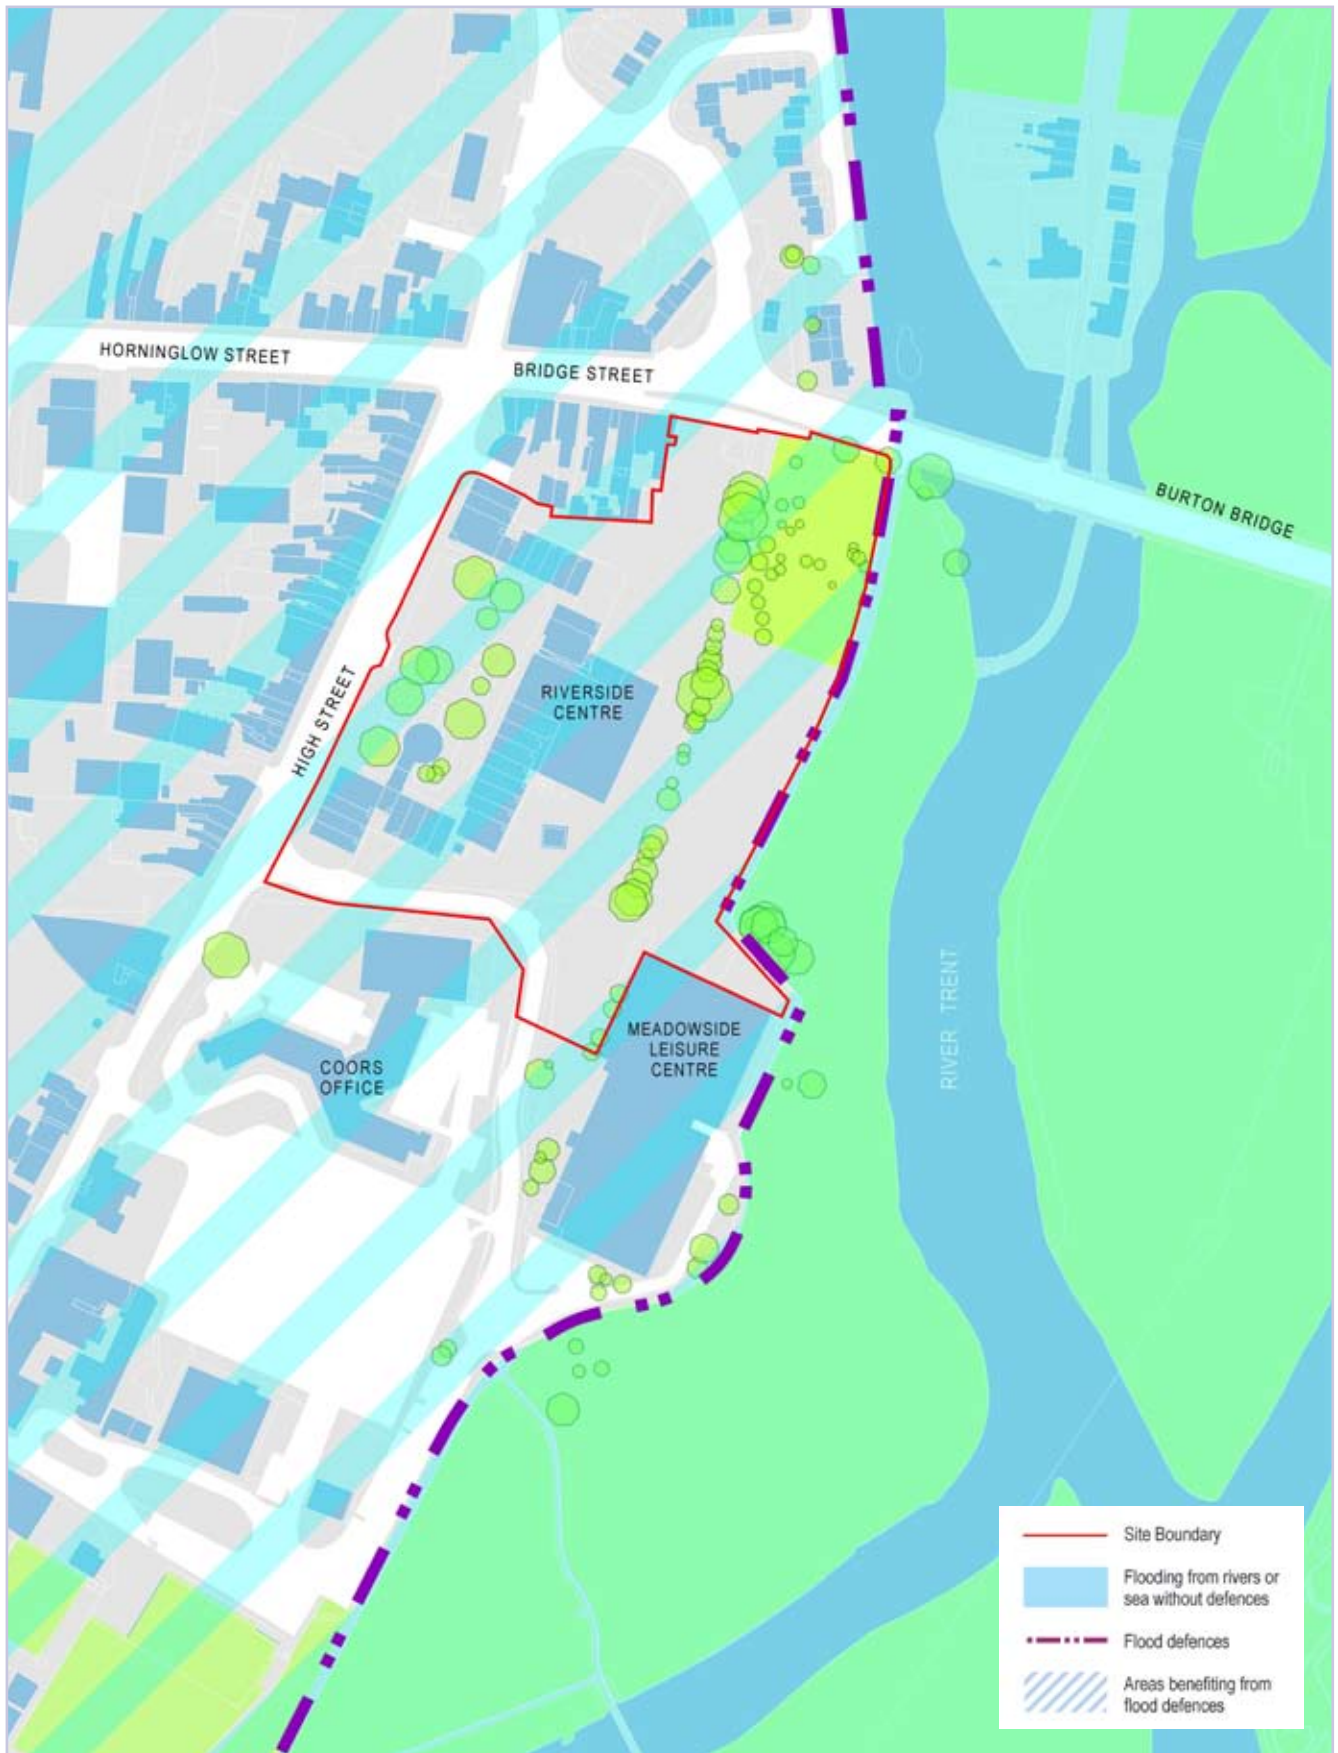 HORNINGLOW STREET
BRIDGE STREET
BURTON BRIDGE
HIGH STREET
RIVERSIDE
CENTRE
RIVER TRENT
MEADOWSIDE
LEISURE
CENTRE
COORS
OFFICE
Site Boundary
Flooding from rivers or
sea without defences
Flood defences
Areas benefiting from
flood defences